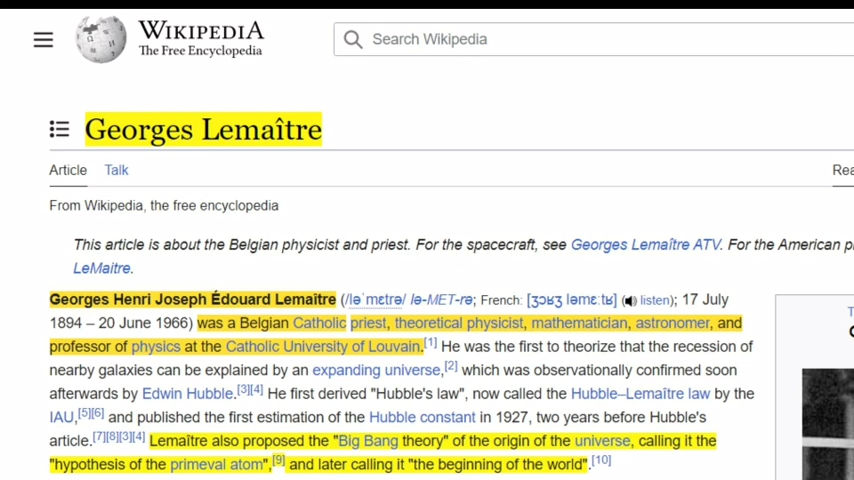 WIKIPEDIA
The Free Encyclopedia
Search Wikipedia
Georges Lemaître
Article Talk
From Wikipedia, the free encyclopedia
This article is about the Belgian physicist and priest. For the spacecraft, see Georges Lemaître ATV. For the American
LeMaitre.
Georges Henri Joseph Édouard Lemaître (/ləˈmɛtrə/ lə-MET-rə; French: [ʒɔʁʒ ləmɛːtʁ] (listen); 17 July
1894 – 20 June 1966) was a Belgian Catholic priest, theoretical physicist, mathematician, astronomer, and
professor of physics at the Catholic University of Louvain.[1] He was the first to theorize that the recession of
nearby galaxies can be explained by an expanding universe,[2] which was observationally confirmed soon
afterwards by Edwin Hubble.[3][4] He first derived "Hubble's law", now called the Hubble–Lemaître law by the
IAU,[5][6] and published the first estimation of the Hubble constant in 1927, two years before Hubble's
article.[7][8][3][4] Lemaître also proposed the "Big Bang theory" of the origin of the universe, calling it the
"hypothesis of the primeval atom",[9] and later calling it "the beginning of the world".[10]